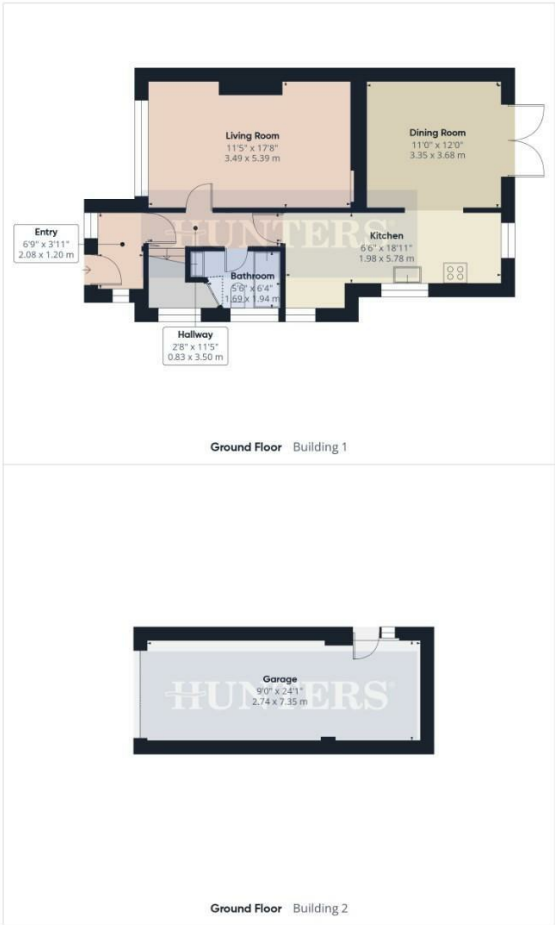 Living Room
11'5" x 17'8"
3.49 x 5.39 m
Dining Room
11'0" x 12'0"
3.35 x 3.68 m
Entry
6'9" x 3'11"
2.08 x 1.20 m
HUNTERS
Kitchen
6'6" x 18'11"
1.98 x 5.78 m
Bathroom
5'6" x 6'4"
1.69 x 1.94 m
Hallway
2'8" x 11'5"
0.83 x 3.50 m
Ground Floor Building 1
Garage
9'0" x 24'1"
2.74 x 7.35 m
HUNTERS
Ground Floor Building 2